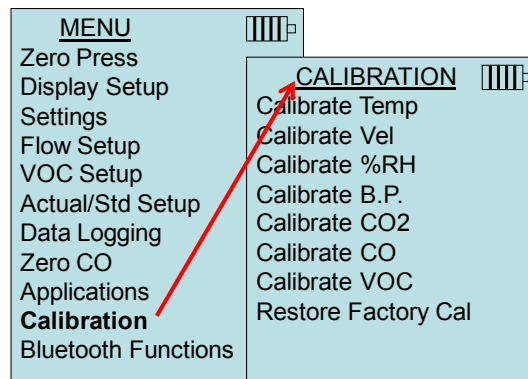 MENU
Zero Press
Display Setup
Settings
Flow Setup
VOC Setup
Actual/Std Setup
Data Logging
Zero CO
Applications
Calibration
Bluetooth Functions
CALIBRATION
Calibrate Temp
Calibrate Vel
Calibrate %RH
Calibrate B.P.
Calibrate CO2
Calibrate CO
Calibrate VOC
Restore Factory Cal